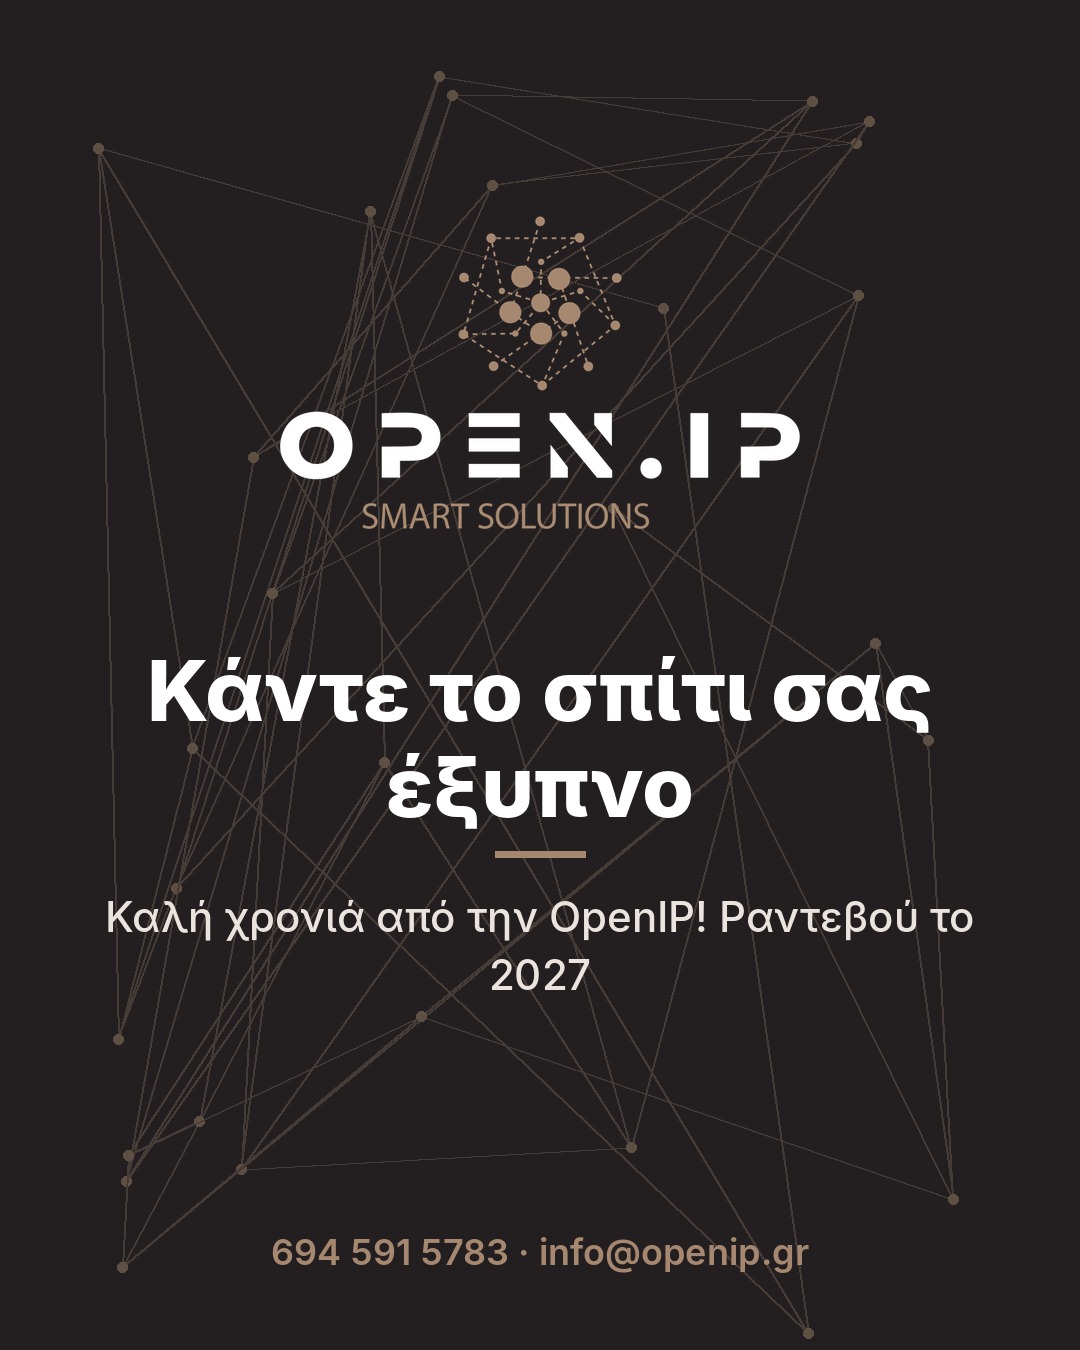 OPEN.IP
SMART SOLUTIONS
Κάντε το σπίτι σας
έξυπνο
Καλή χρονιά από την OpenIP! Ραντεβού το
2027
694 591 5783 · info@openip.gr